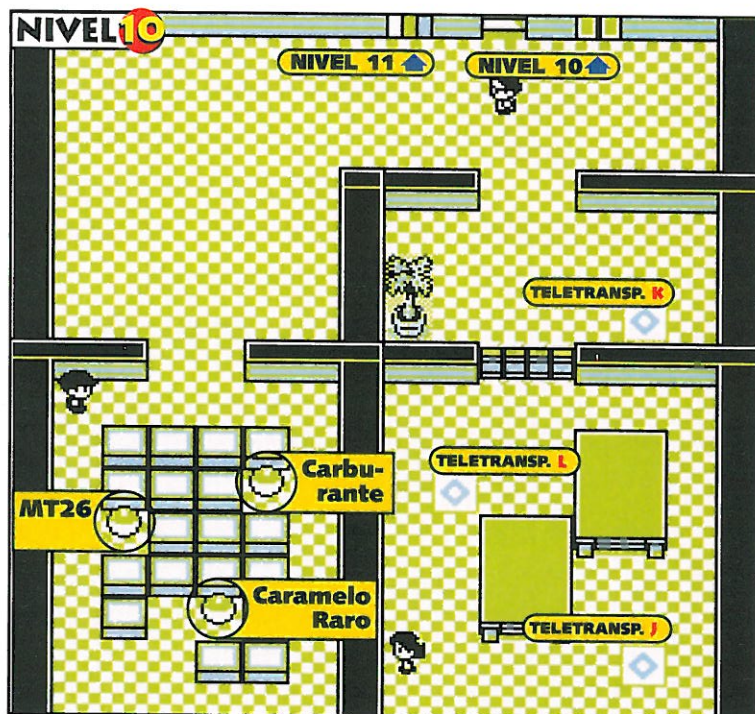 NIVEL 10
NIVEL 11
NIVEL 10
TELETRANSP. K
TELETRANSP. L
Carbu-
rante
MT26
Caramelo
Raro
TELETRANSP. J